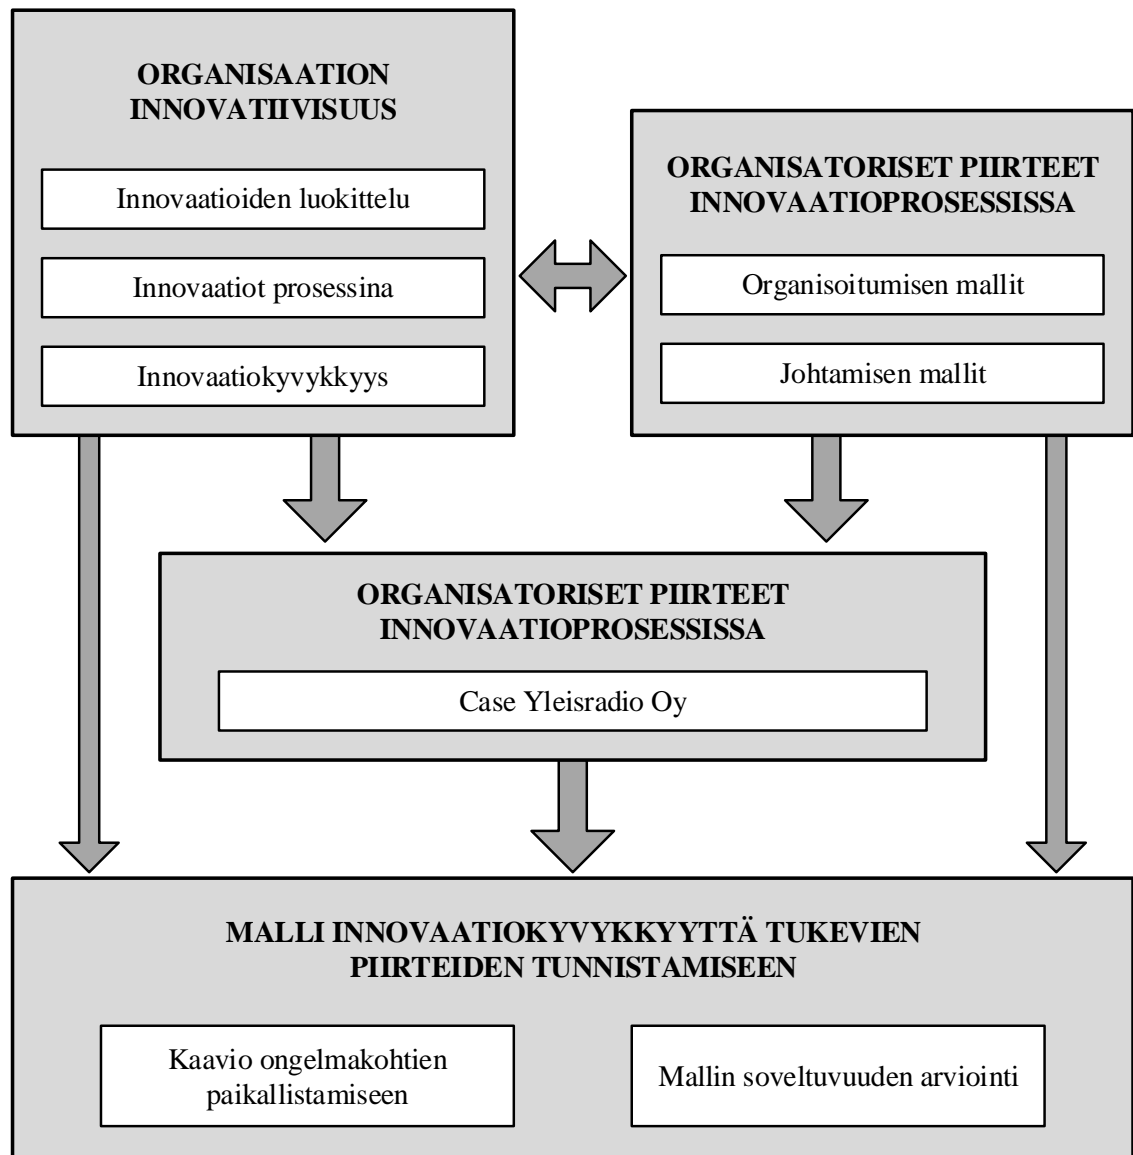 ORGANISAATION
INNOVATIIVISUUS
Innovaatioiden luokittelu
Innovaatiot prosessina
Innovaatiokyvykkyys
ORGANISATORISET PIIRTEET
INNOVAATIOPROSESSISSA
Organisoitumisen mallit
Johtamisen mallit
ORGANISATORISET PIIRTEET
INNOVAATIOPROSESSISSA
Case Yleisradio Oy
MALLI INNOVAATIOKYVYKKYYTTÄ TUKEVIEN
PIIRTEIDEN TUNNISTAMISEEN
Kaavio ongelmakohtien
paikallistamiseen
Mallin soveltuvuuden arviointi